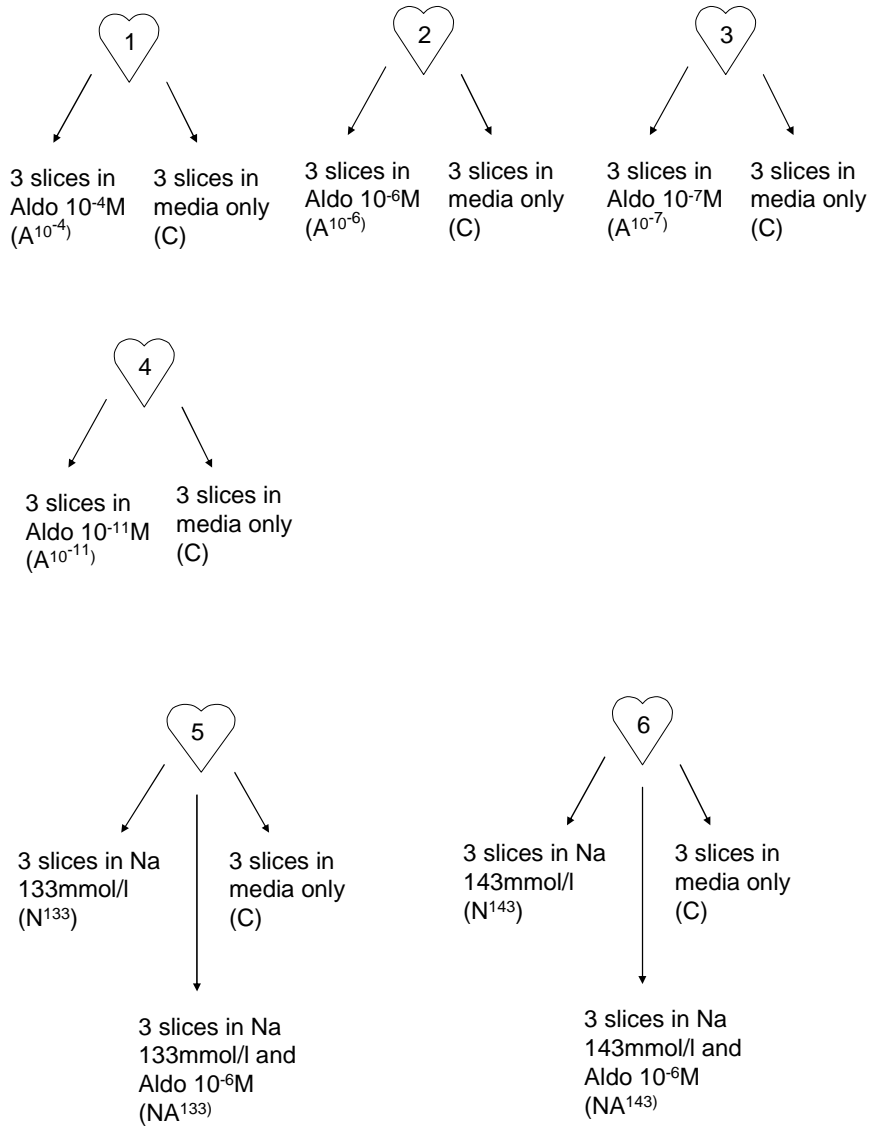 1
3 slices in
Aldo 10⁻⁴M
(A¹⁰⁻⁴)
3 slices in
media only
(C)
2
3 slices in
Aldo 10⁻⁶M
(A¹⁰⁻⁶)
3 slices in
media only
(C)
3
3 slices in
Aldo 10⁻⁷M
(A¹⁰⁻⁷)
3 slices in
media only
(C)
4
3 slices in
Aldo 10⁻¹¹M
(A¹⁰⁻¹¹)
3 slices in
media only
(C)
5
3 slices in Na
133mmol/l
(N¹³³)
3 slices in
media only
(C)
3 slices in Na
133mmol/l and
Aldo 10⁻⁶M
(NA¹³³)
6
3 slices in Na
143mmol/l
(N¹⁴³)
3 slices in
media only
(C)
3 slices in Na
143mmol/l and
Aldo 10⁻⁶M
(NA¹⁴³)